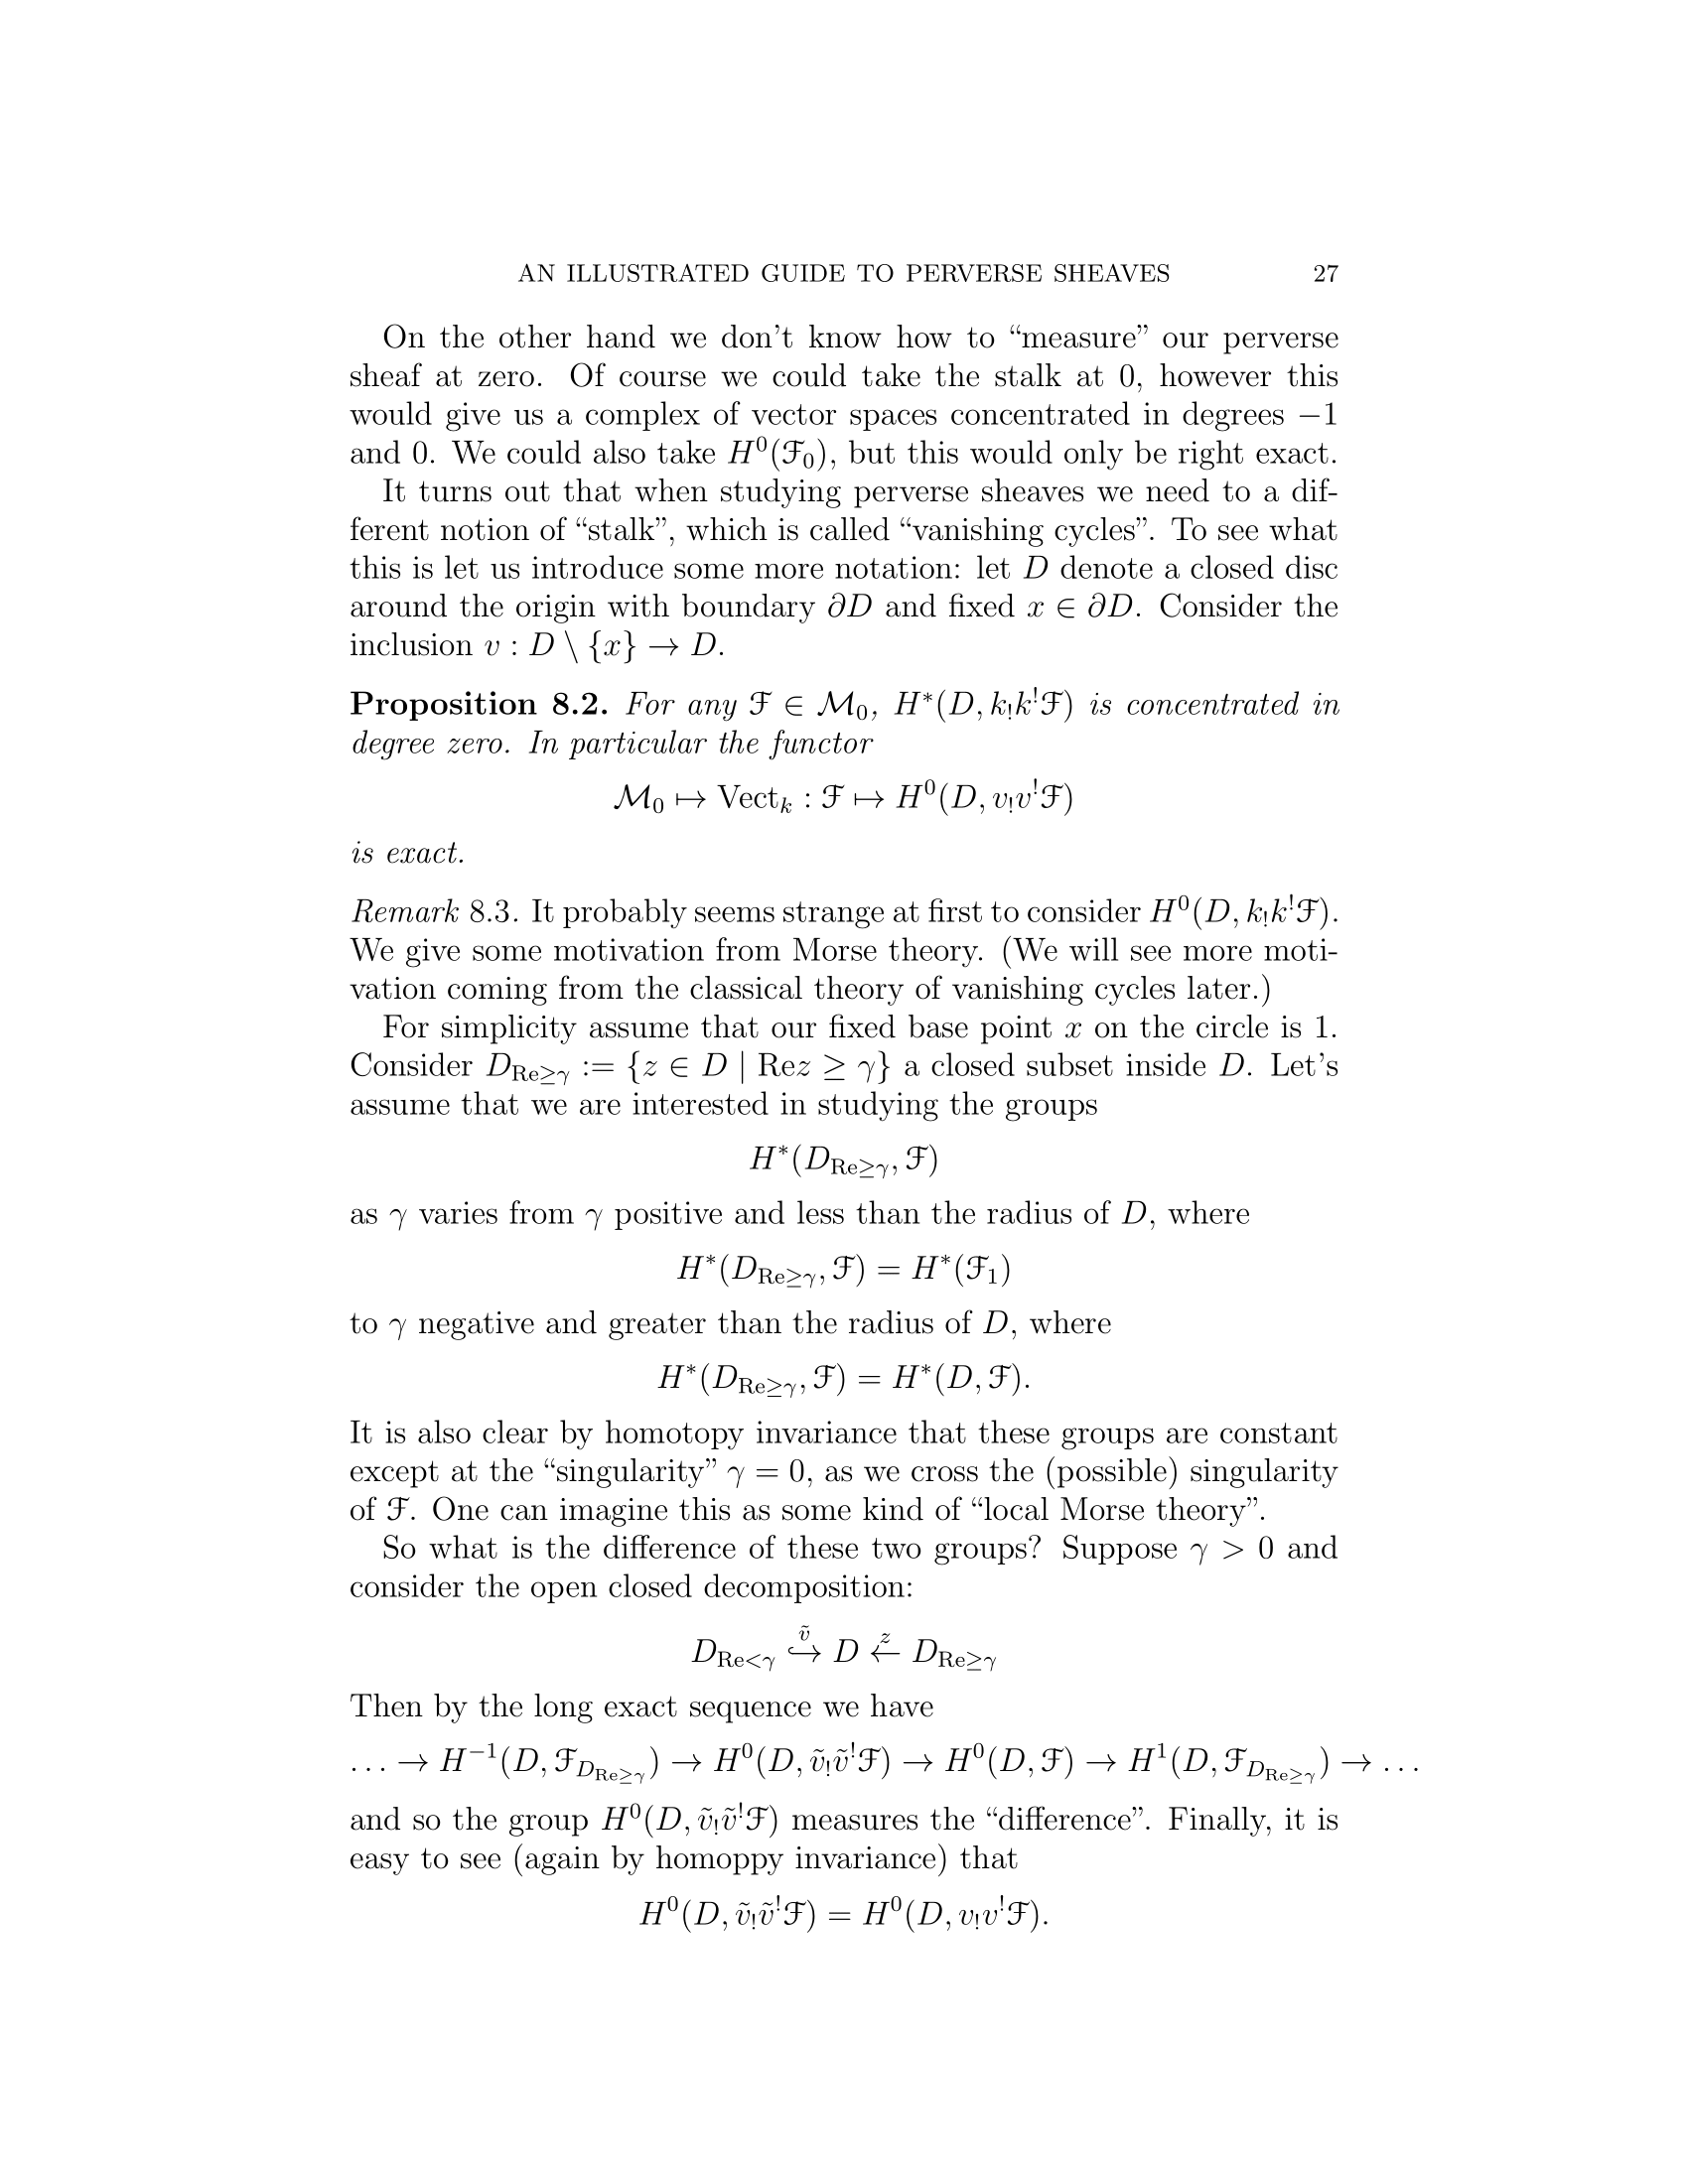 AN ILLUSTRATED GUIDE TO PERVERSE SHEAVES 27
On the other hand we don't know how to “measure” our perverse
sheaf at zero. Of course we could take the stalk at 0, however this
would give us a complex of vector spaces concentrated in degrees −1
and 0. We could also take $H^0(\mathcal{F}_0)$, but this would only be right exact.
It turns out that when studying perverse sheaves we need to a dif-
ferent notion of “stalk”, which is called “vanishing cycles”. To see what
this is let us introduce some more notation: let $D$ denote a closed disc
around the origin with boundary $\partial D$ and fixed $x \in \partial D$. Consider the
inclusion $v : D \setminus \{x\} \to D$.
Proposition 8.2. For any $\mathcal{F} \in \mathcal{M}_0$, $H^*(D, k_!k^!\mathcal{F})$ is concentrated in
degree zero. In particular the functor
$\mathcal{M}_0 \mapsto \mathrm{Vect}_k : \mathcal{F} \mapsto H^0(D, v_!v^!\mathcal{F})$
is exact.
Remark 8.3. It probably seems strange at first to consider $H^0(D, k_!k^!\mathcal{F})$.
We give some motivation from Morse theory. (We will see more moti-
vation coming from the classical theory of vanishing cycles later.)
For simplicity assume that our fixed base point $x$ on the circle is 1.
Consider $D_{\mathrm{Re}\geq\gamma} := \{z \in D \mid \mathrm{Re}z \geq \gamma\}$ a closed subset inside $D$. Let's
assume that we are interested in studying the groups
$H^*(D_{\mathrm{Re}\geq\gamma}, \mathcal{F})$
as $\gamma$ varies from $\gamma$ positive and less than the radius of $D$, where
$H^*(D_{\mathrm{Re}\geq\gamma}, \mathcal{F}) = H^*(\mathcal{F}_1)$
to $\gamma$ negative and greater than the radius of $D$, where
$H^*(D_{\mathrm{Re}\geq\gamma}, \mathcal{F}) = H^*(D, \mathcal{F}).$
It is also clear by homotopy invariance that these groups are constant
except at the “singularity” $\gamma = 0$, as we cross the (possible) singularity
of $\mathcal{F}$. One can imagine this as some kind of “local Morse theory”.
So what is the difference of these two groups? Suppose $\gamma > 0$ and
consider the open closed decomposition:
$D_{\mathrm{Re}<\gamma} \overset{\tilde{v}}{\hookrightarrow} D \overset{z}{\leftarrow} D_{\mathrm{Re}\geq\gamma}$
Then by the long exact sequence we have
$\ldots \to H^{-1}(D, \mathcal{F}_{D_{\mathrm{Re}\geq\gamma}}) \to H^0(D, \tilde{v}_!\tilde{v}^!\mathcal{F}) \to H^0(D, \mathcal{F}) \to H^1(D, \mathcal{F}_{D_{\mathrm{Re}\geq\gamma}}) \to \ldots$
and so the group $H^0(D, \tilde{v}_!\tilde{v}^!\mathcal{F})$ measures the “difference”. Finally, it is
easy to see (again by homoppy invariance) that
$H^0(D, \tilde{v}_!\tilde{v}^!\mathcal{F}) = H^0(D, v_!v^!\mathcal{F}).$